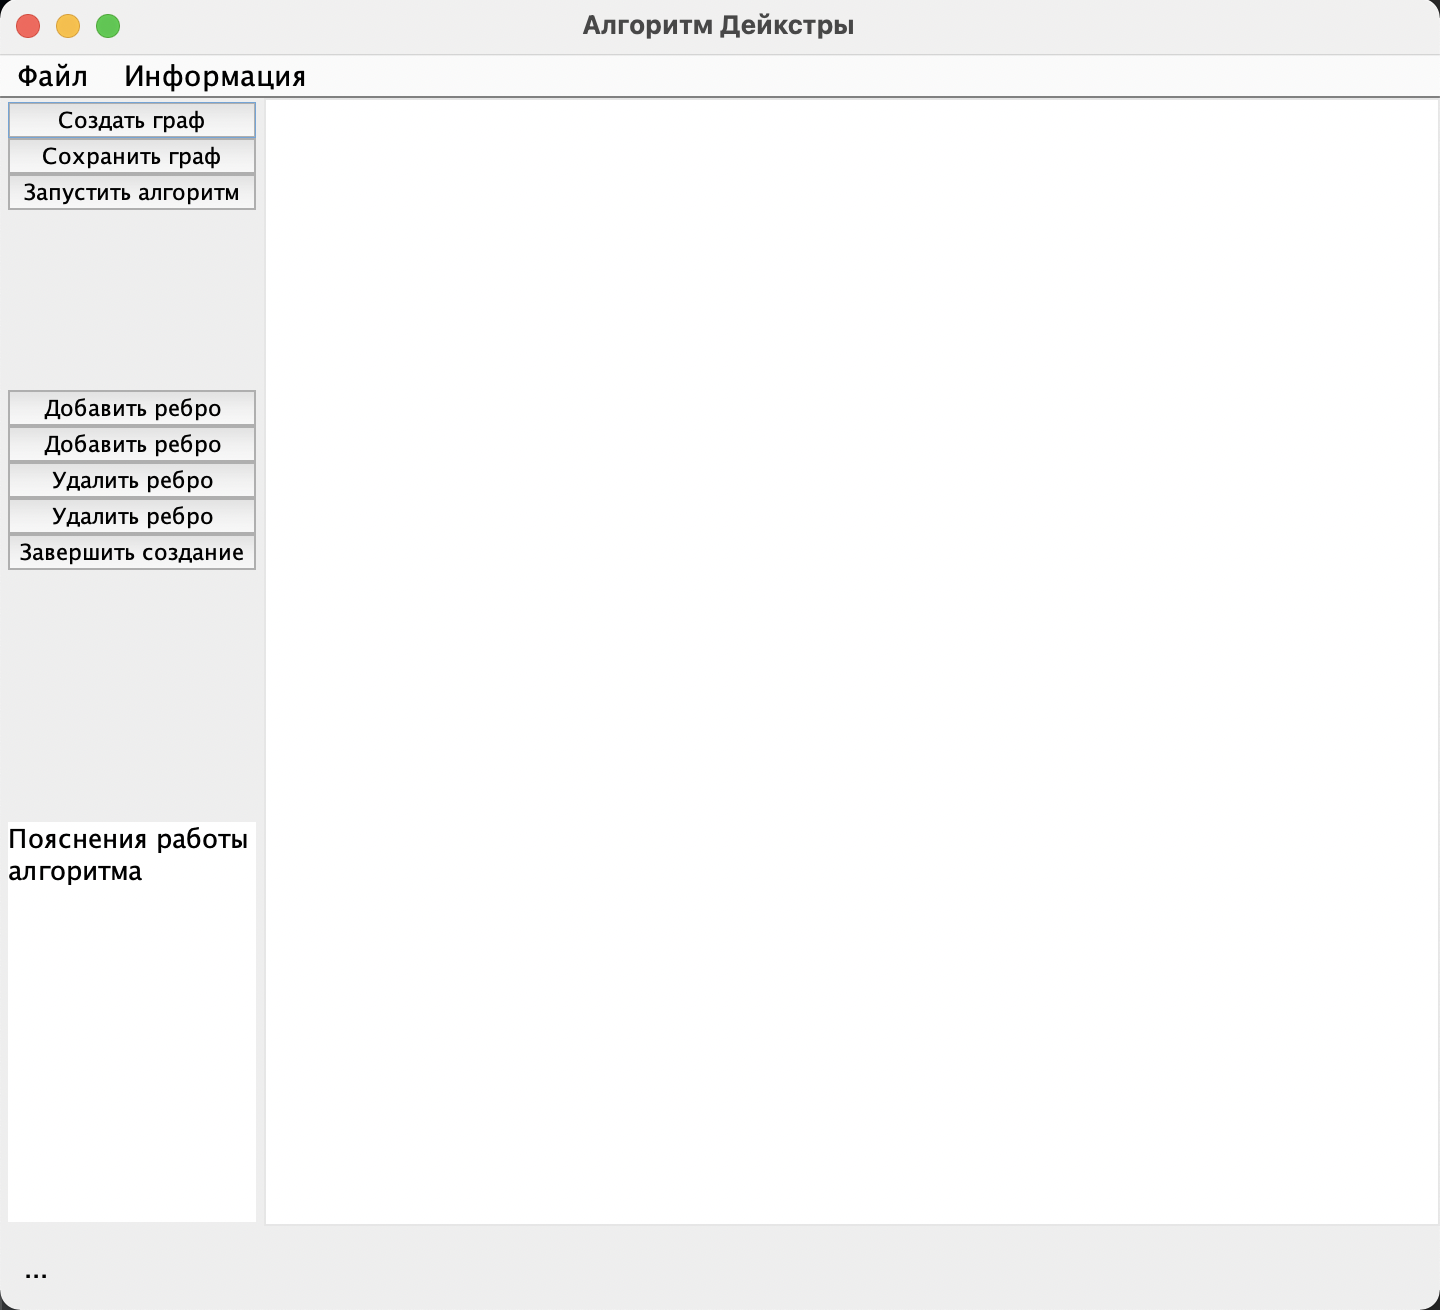 Алгоритм Дейкстры
Файл Информация
Создать граф
Сохранить граф
Запустить алгоритм
Добавить ребро
Добавить ребро
Удалить ребро
Удалить ребро
Завершить создание
Пояснения работы
алгоритма
...